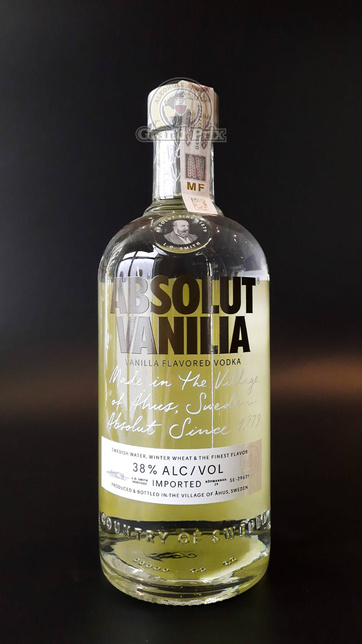 Grand Prix
MF
ABSOLUT
VANILIA
VANILLA FLAVORED VODKA
Made in the Village
of Åhus, Sweden
Absolut Since 1879
SWEDISH WATER, WINTER WHEAT & THE FINEST FLAVOR
38% ALC/VOL
IMPORTED
PRODUCED & BOTTLED IN THE VILLAGE OF ÅHUS, SWEDEN
COUNTRY OF SWEDEN